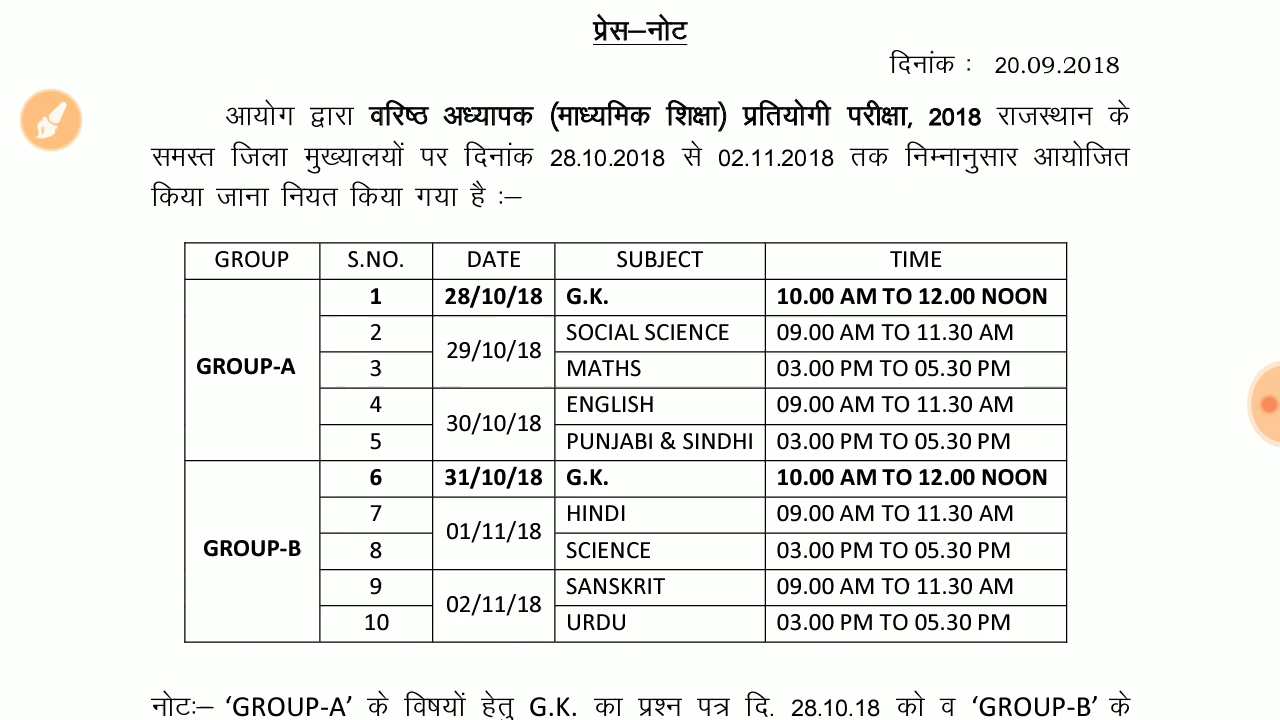 प्रेस–नोट
दिनांक : 20.09.2018
आयोग द्वारा वरिष्ठ अध्यापक (माध्यमिक शिक्षा) प्रतियोगी परीक्षा, 2018 राजस्थान के
समस्त जिला मुख्यालयों पर दिनांक 28.10.2018 से 02.11.2018 तक निम्नानुसार आयोजित
किया जाना नियत किया गया है :–
GROUP S.NO. DATE SUBJECT TIME
GROUP-A
1 28/10/18 G.K. 10.00 AM TO 12.00 NOON
29/10/18
2 SOCIAL SCIENCE 09.00 AM TO 11.30 AM
3 MATHS 03.00 PM TO 05.30 PM
30/10/18
4 ENGLISH 09.00 AM TO 11.30 AM
5 PUNJABI & SINDHI 03.00 PM TO 05.30 PM
GROUP-B
6 31/10/18 G.K. 10.00 AM TO 12.00 NOON
01/11/18
7 HINDI 09.00 AM TO 11.30 AM
8 SCIENCE 03.00 PM TO 05.30 PM
02/11/18
9 SANSKRIT 09.00 AM TO 11.30 AM
10 URDU 03.00 PM TO 05.30 PM
नोटः– ‘GROUP-A’ के विषयों हेतु G.K. का प्रश्न पत्र दि. 28.10.18 को व ‘GROUP-B’ के